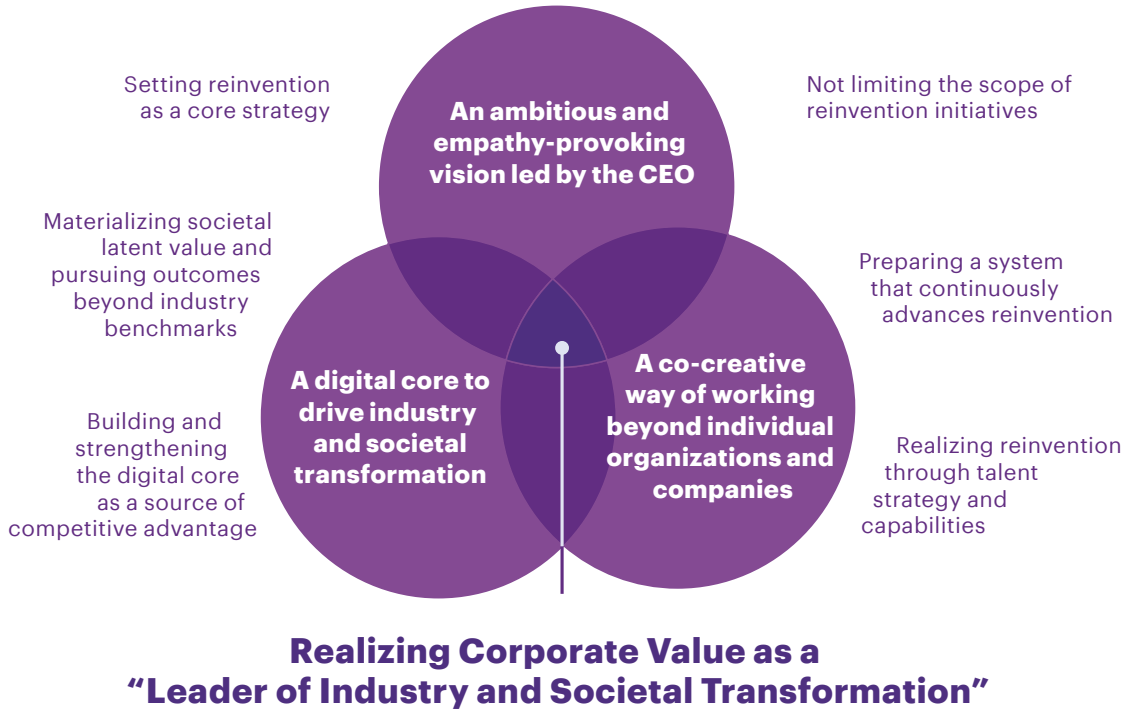 Setting reinvention
as a core strategy
An ambitious and
empathy-provoking
vision led by the CEO
Not limiting the scope of
reinvention initiatives
Materializing societal
latent value and
pursuing outcomes
beyond industry
benchmarks
Preparing a system
that continuously
advances reinvention
A digital core to
drive industry
and societal
transformation
A co-creative
way of working
beyond individual
organizations and
companies
Building and
strengthening
the digital core
as a source of
competitive advantage
Realizing reinvention
through talent
strategy and
capabilities
Realizing Corporate Value as a
“Leader of Industry and Societal Transformation”